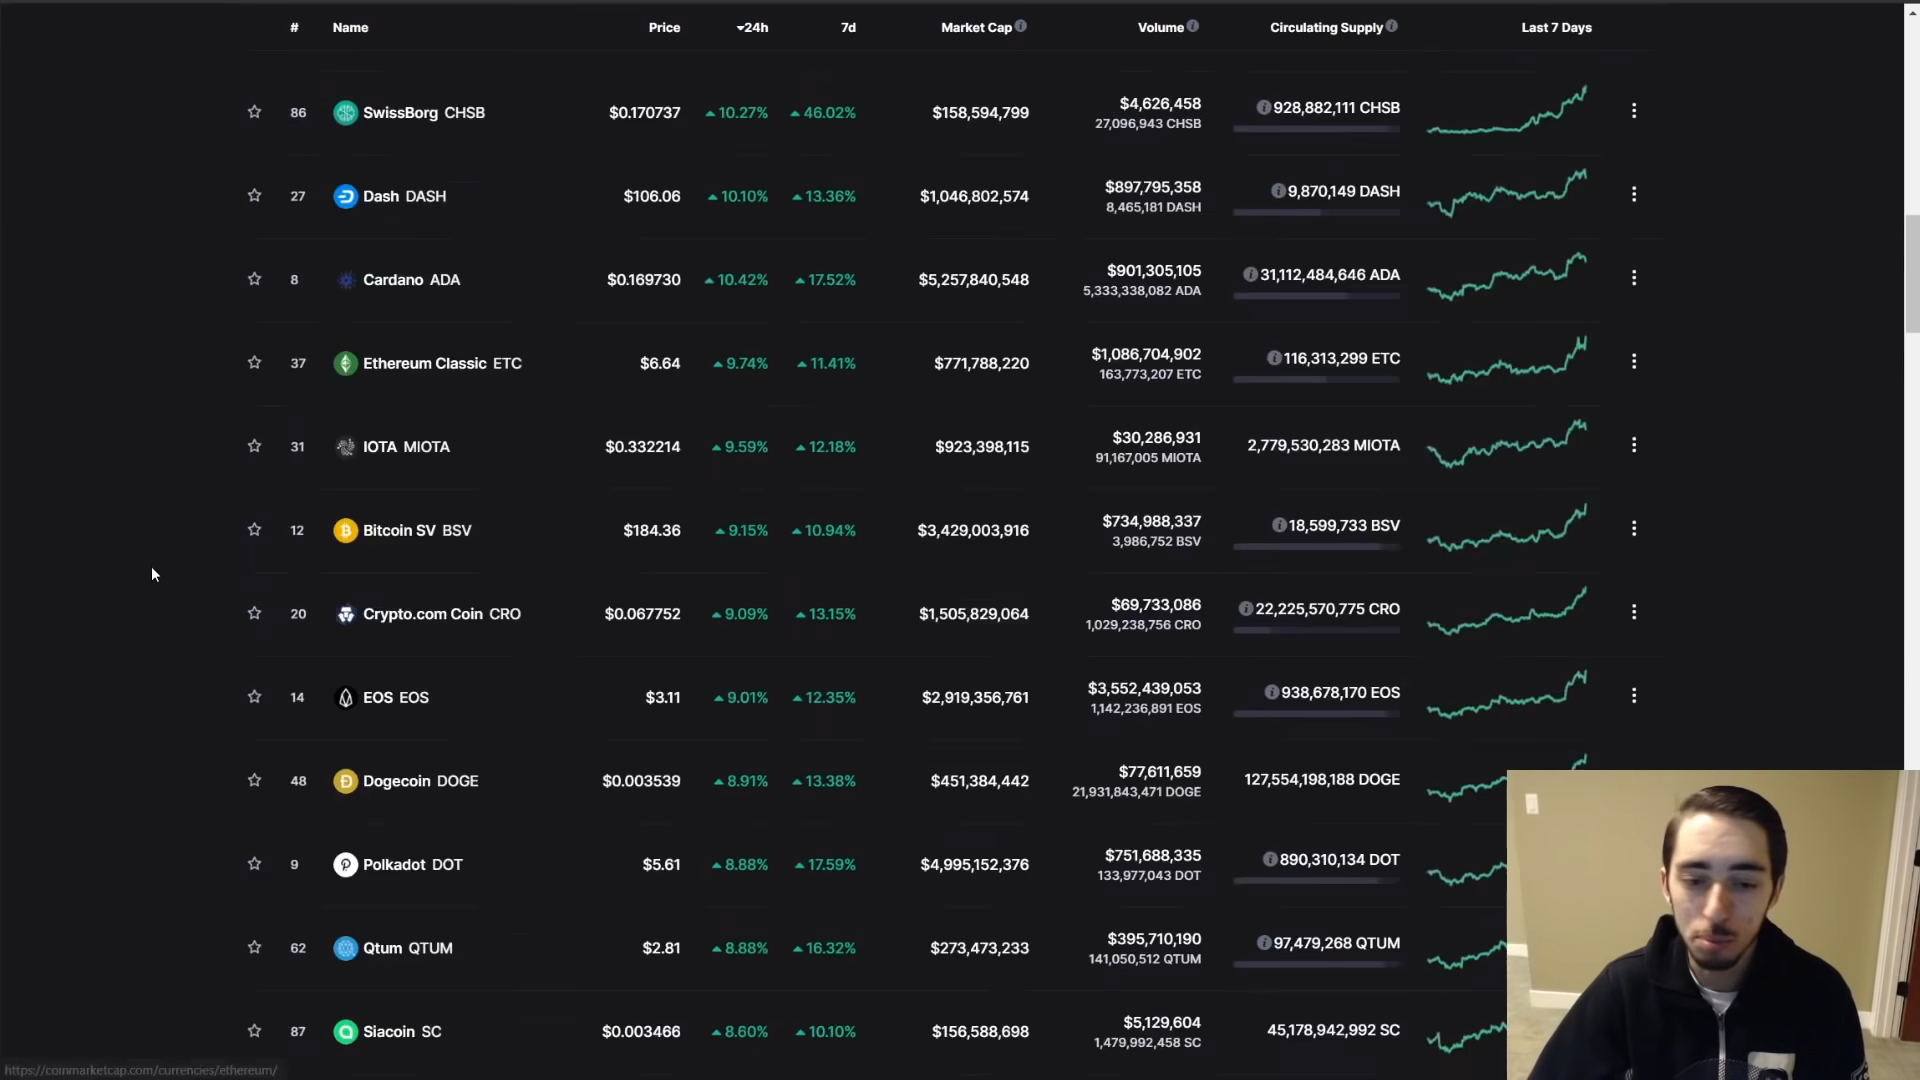 # Name Price 24h 7d Market Cap Volume Circulating Supply Last 7 Days
86 SwissBorg CHSB $0.170737 10.27% 46.02% $158,594,799 $4,626,458 928,882,111 CHSB
27,096,943 CHSB
27 Dash DASH $106.06 10.10% 13.36% $1,046,802,574 $897,795,358 9,870,149 DASH
8,465,181 DASH
8 Cardano ADA $0.169730 10.42% 17.52% $5,257,840,548 $901,305,105 31,112,484,646 ADA
5,333,338,082 ADA
37 Ethereum Classic ETC $6.64 9.74% 11.41% $771,788,220 $1,086,704,902 116,313,299 ETC
163,773,207 ETC
31 IOTA MIOTA $0.332214 9.59% 12.18% $923,398,115 $30,286,931 2,779,530,283 MIOTA
91,167,005 MIOTA
12 Bitcoin SV BSV $184.36 9.15% 10.94% $3,429,003,916 $734,988,337 18,599,733 BSV
3,986,752 BSV
20 Crypto.com Coin CRO $0.067752 9.09% 13.15% $1,505,829,064 $69,733,086 22,225,570,775 CRO
1,029,238,756 CRO
14 EOS EOS $3.11 9.01% 12.35% $2,919,356,761 $3,552,439,053 938,678,170 EOS
1,142,236,891 EOS
48 Dogecoin DOGE $0.003539 8.91% 13.38% $451,384,442 $77,611,659 127,554,198,188 DOGE
21,931,843,471 DOGE
9 Polkadot DOT $5.61 8.88% 17.59% $4,995,152,376 $751,688,335 890,310,134 DOT
133,977,043 DOT
62 Qtum QTUM $2.81 8.88% 16.32% $273,473,233 $395,710,190 97,479,268 QTUM
141,050,512 QTUM
87 Siacoin SC $0.003466 8.60% 10.10% $156,588,698 $5,129,604 45,178,942,992 SC
1,479,992,458 SC
https://coinmarketcap.com/currencies/ethereum/